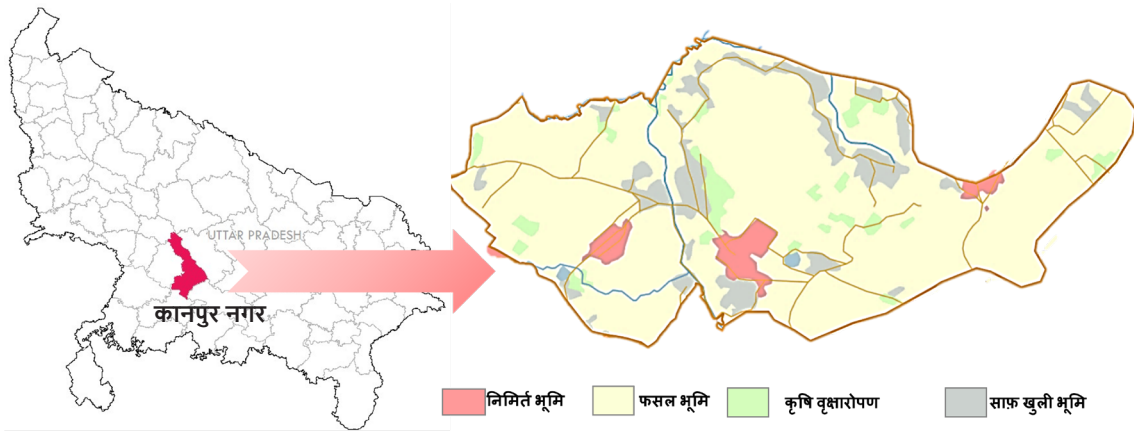 UTTAR PRADESH
कानपुर नगर
निमिर्त भूमि
फसल भूमि
कृषि वृक्षारोपण
साफ़ खुली भूमि